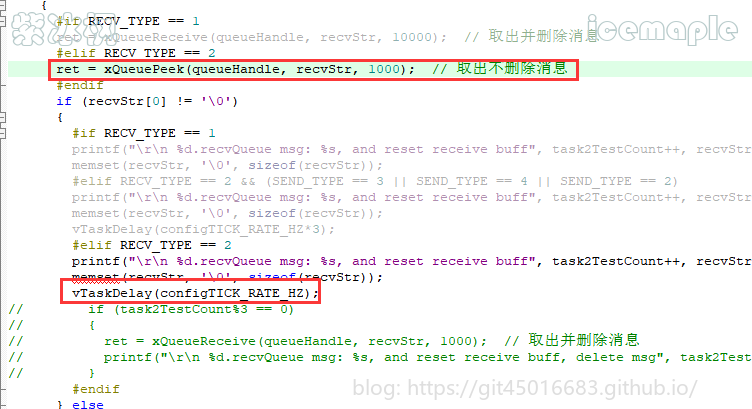 {
#if RECV_TYPE == 1
ret = xQueueReceive(queueHandle, recvStr, 10000);  // 取出并删除消息
#elif RECV_TYPE == 2
ret = xQueuePeek(queueHandle, recvStr, 1000);  // 取出不删除消息
#endif
if (recvStr[0] != '\0')
{
#if RECV_TYPE == 1
printf("\r\n %d.recvQueue msg: %s, and reset receive buff", task2TestCount++, recvStr
memset(recvStr, '\0', sizeof(recvStr));
#elif RECV_TYPE == 2 && (SEND_TYPE == 3 || SEND_TYPE == 4 || SEND_TYPE == 2)
printf("\r\n %d.recvQueue msg: %s, and reset receive buff", task2TestCount++, recvStr
memset(recvStr, '\0', sizeof(recvStr));
vTaskDelay(configTICK_RATE_HZ*3);
#elif RECV_TYPE == 2
printf("\r\n %d.recvQueue msg: %s, and reset receive buff", task2TestCount++, recvStr
memset(recvStr, '\0', sizeof(recvStr));
vTaskDelay(configTICK_RATE_HZ);
// if (task2TestCount%3 == 0)
// {
// ret = xQueueReceive(queueHandle, recvStr, 1000);  // 取出并删除消息
// printf("\r\n %d.recvQueue msg: %s, and reset receive buff, delete msg", task2Test
// }
#endif
} else
icemaple
blog: https://git45016683.github.io/